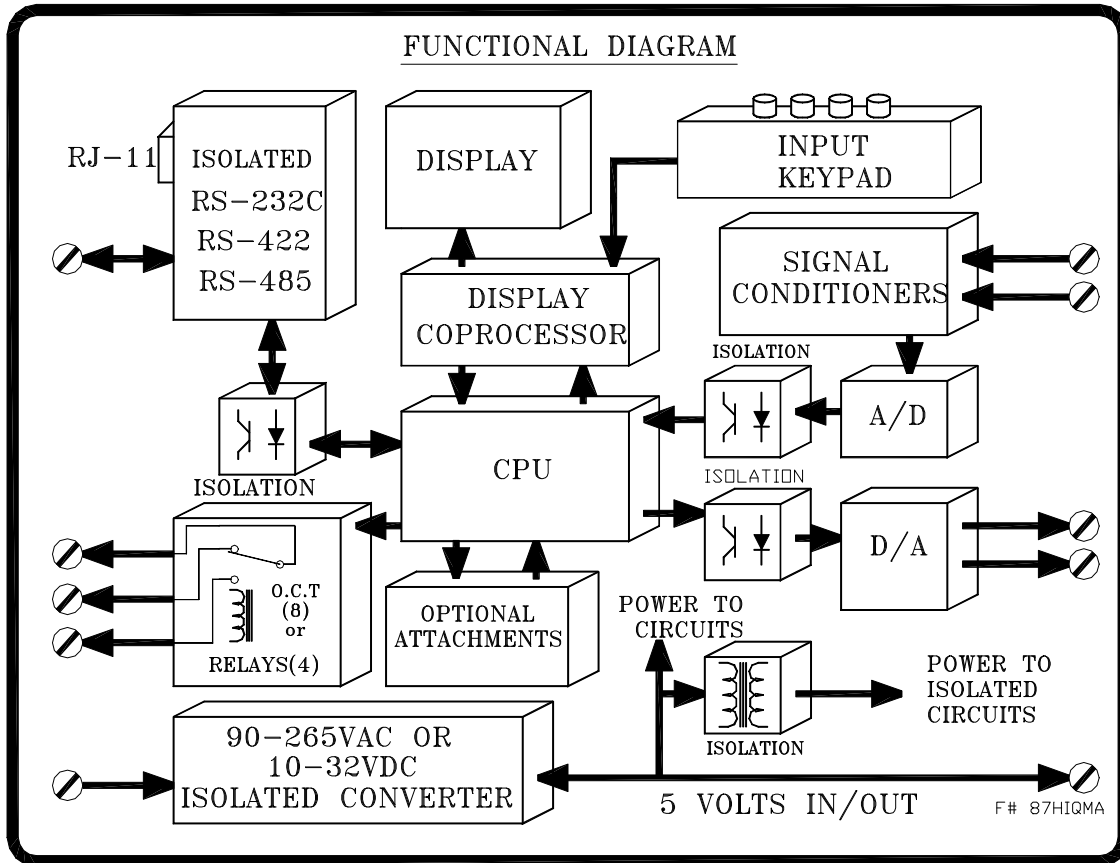 FUNCTIONAL DIAGRAM
RJ-11
ISOLATED
RS-232C
RS-422
RS-485
DISPLAY
INPUT
KEYPAD
DISPLAY
COPROCESSOR
SIGNAL
CONDITIONERS
ISOLATION
A/D
CPU
ISOLATION
ISOLATION
D/A
O.C.T
(8)
or
RELAYS(4)
OPTIONAL
ATTACHMENTS
POWER TO
CIRCUITS
ISOLATION
POWER TO
ISOLATED
CIRCUITS
90-265VAC OR
10-32VDC
ISOLATED CONVERTER
5 VOLTS IN/OUT
F# 87HIQMA